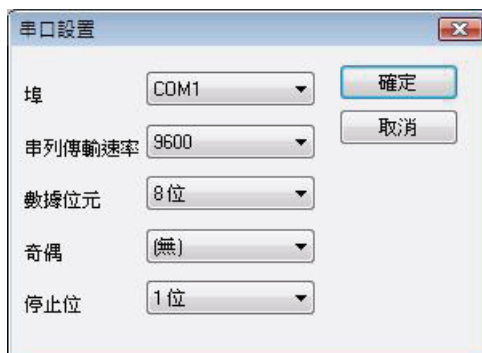 串口設置
埠 COM1 確定
串列傳輸速率 9600 取消
數據位元 8 位
奇偶 (無)
停止位 1 位